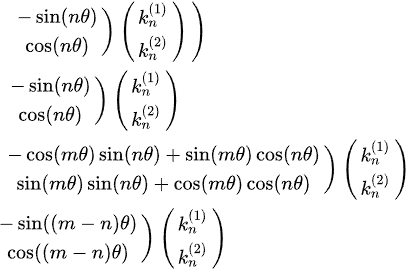 − sin(nθ) ) ( k_n^{(1)} ) )
cos(nθ) ) ( k_n^{(2)} ) )
− sin(nθ) ) ( k_n^{(1)} )
cos(nθ) ) ( k_n^{(2)} )
− cos(mθ) sin(nθ) + sin(mθ) cos(nθ) ) ( k_n^{(1)} )
sin(mθ) sin(nθ) + cos(mθ) cos(nθ) ) ( k_n^{(2)} )
− sin((m − n)θ) ) ( k_n^{(1)} )
cos((m − n)θ) ) ( k_n^{(2)} )